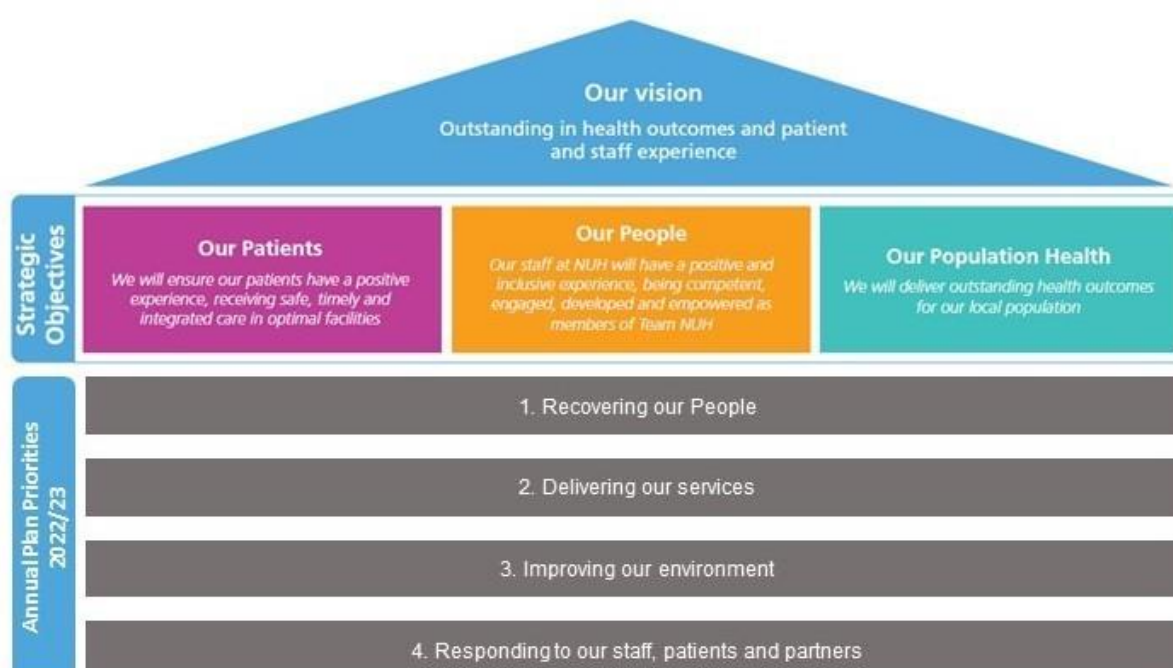 Our vision
Outstanding in health outcomes and patient
and staff experience
Strategic
Objectives
Our Patients
We will ensure our patients have a positive
experience, receiving safe, timely and
integrated care in optimal facilities
Our People
Our staff at NUH will have a positive and
inclusive experience, being competent,
engaged, developed and empowered as
members of Team NUH
Our Population Health
We will deliver outstanding health outcomes
for our local population
Annual Plan Priorities
2022/23
1. Recovering our People
2. Delivering our services
3. Improving our environment
4. Responding to our staff, patients and partners